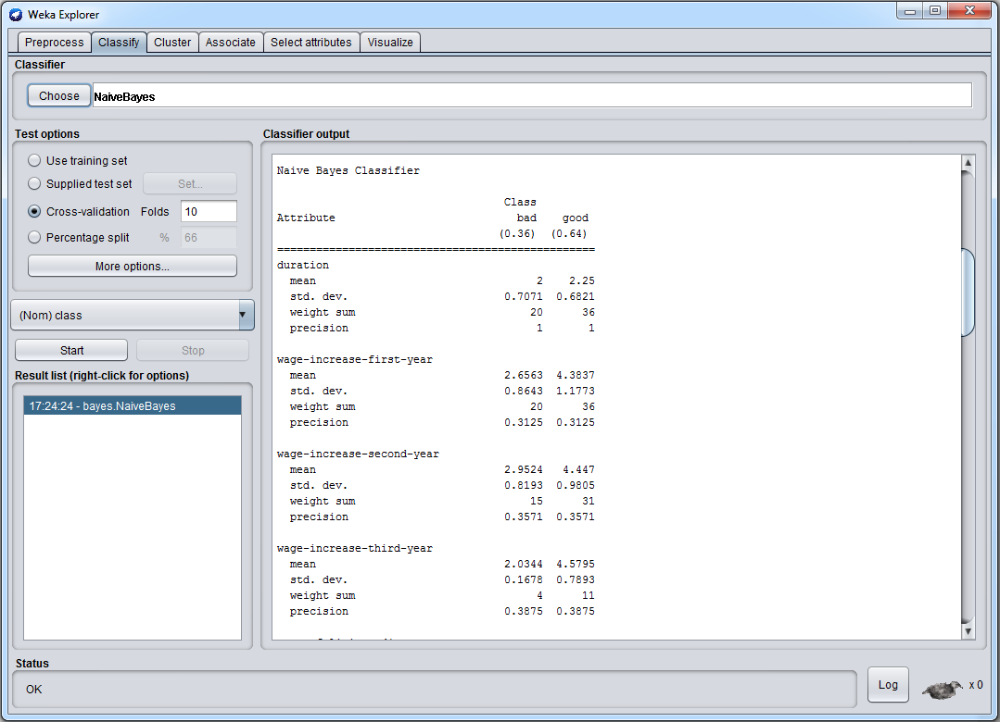 Weka Explorer
Preprocess Classify Cluster Associate Select attributes Visualize
Classifier
Choose NaiveBayes
Test options
Use training set
Supplied test set Set...
Cross-validation Folds 10
Percentage split % 66
More options...
(Nom) class
Start Stop
Result list (right-click for options)
17:24:24 - bayes.NaiveBayes
Classifier output
Naive Bayes Classifier
Class
Attribute bad good
(0.36) (0.64)
=================================================
duration
mean 2 2.25
std. dev. 0.7071 0.6821
weight sum 20 36
precision 1 1
wage-increase-first-year
mean 2.6563 4.3837
std. dev. 0.8643 1.1773
weight sum 20 36
precision 0.3125 0.3125
wage-increase-second-year
mean 2.9524 4.447
std. dev. 0.8193 0.9805
weight sum 15 31
precision 0.3571 0.3571
wage-increase-third-year
mean 2.0344 4.5795
std. dev. 0.1678 0.7893
weight sum 4 11
precision 0.3875 0.3875
Status
OK
Log x 0